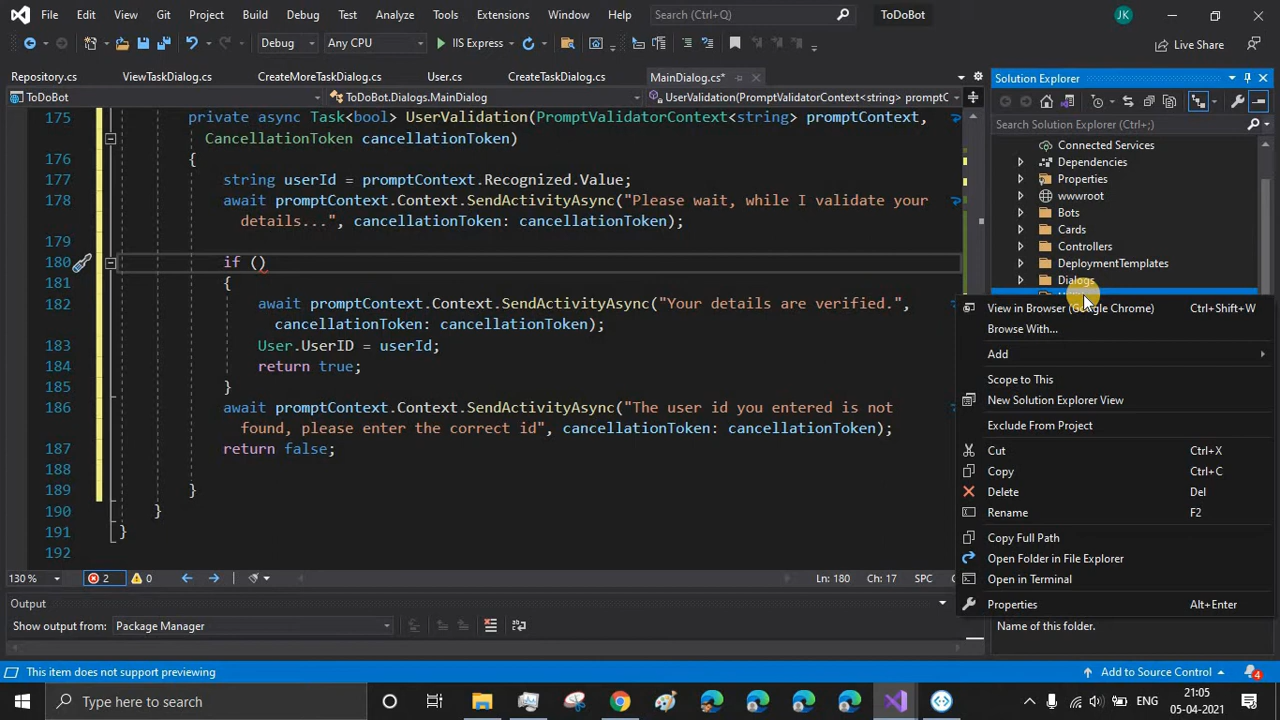 File Edit View Git Project Build Debug Test Analyze Tools Extensions Window Help Search (Ctrl+Q) ToDoBot JK
Debug Any CPU IIS Express Live Share
Repository.cs ViewTaskDialog.cs CreateMoreTaskDialog.cs User.cs CreateTaskDialog.cs MainDialog.cs*
ToDoBot ToDoBot.Dialogs.MainDialog UserValidation(PromptValidatorContext<string> promptC
175 private async Task<bool> UserValidation(PromptValidatorContext<string> promptContext,
CancellationToken cancellationToken)
176 {
177 string userId = promptContext.Recognized.Value;
178 await promptContext.Context.SendActivityAsync("Please wait, while I validate your
details...", cancellationToken: cancellationToken);
179
180 if ()
181 {
182 await promptContext.Context.SendActivityAsync("Your details are verified.",
cancellationToken: cancellationToken);
183 User.UserID = userId;
184 return true;
185 }
186 await promptContext.Context.SendActivityAsync("The user id you entered is not
found, please enter the correct id", cancellationToken: cancellationToken);
187 return false;
188
189 }
190 }
191 }
192
130 % 2 0 Ln: 180 Ch: 17 SPC
Output
Show output from: Package Manager
Solution Explorer
Search Solution Explorer (Ctrl+;)
Connected Services
Dependencies
Properties
wwwroot
Bots
Cards
Controllers
DeploymentTemplates
Dialogs
View in Browser (Google Chrome) Ctrl+Shift+W
Browse With...
Add
Scope to This
New Solution Explorer View
Exclude From Project
Cut Ctrl+X
Copy Ctrl+C
Delete Del
Rename F2
Copy Full Path
Open Folder in File Explorer
Open in Terminal
Properties Alt+Enter
Name of this folder.
This item does not support previewing Add to Source Control 4
Type here to search ENG 21:05
05-04-2021